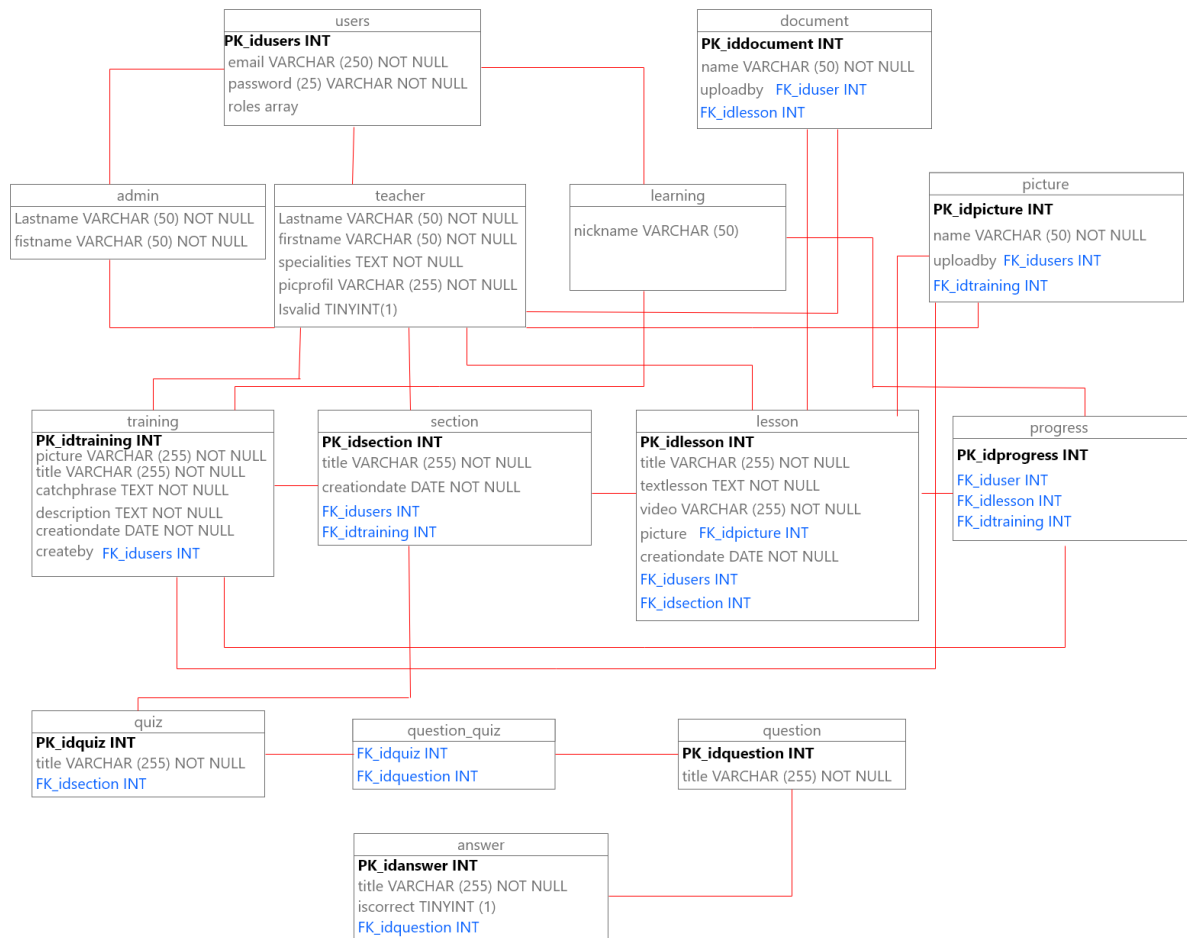 users
PK_idusers INT
email VARCHAR (250) NOT NULL
password (25) VARCHAR NOT NULL
roles array
document
PK_iddocument INT
name VARCHAR (50) NOT NULL
uploadby FK_iduser INT
FK_idlesson INT
admin
Lastname VARCHAR (50) NOT NULL
fistname VARCHAR (50) NOT NULL
teacher
Lastname VARCHAR (50) NOT NULL
firstname VARCHAR (50) NOT NULL
specialities TEXT NOT NULL
picprofil VARCHAR (255) NOT NULL
Isvalid TINYINT(1)
learning
nickname VARCHAR (50)
picture
PK_idpicture INT
name VARCHAR (50) NOT NULL
uploadby FK_idusers INT
FK_idtraining INT
training
PK_idtraining INT
picture VARCHAR (255) NOT NULL
title VARCHAR (255) NOT NULL
catchphrase TEXT NOT NULL
description TEXT NOT NULL
creationdate DATE NOT NULL
createby FK_idusers INT
section
PK_idsection INT
title VARCHAR (255) NOT NULL
creationdate DATE NOT NULL
FK_idusers INT
FK_idtraining INT
lesson
PK_idlesson INT
title VARCHAR (255) NOT NULL
textlesson TEXT NOT NULL
video VARCHAR (255) NOT NULL
picture FK_idpicture INT
creationdate DATE NOT NULL
FK_idusers INT
FK_idsection INT
progress
PK_idprogress INT
FK_iduser INT
FK_idlesson INT
FK_idtraining INT
quiz
PK_idquiz INT
title VARCHAR (255) NOT NULL
FK_idsection INT
question_quiz
FK_idquiz INT
FK_idquestion INT
question
PK_idquestion INT
title VARCHAR (255) NOT NULL
answer
PK_idanswer INT
title VARCHAR (255) NOT NULL
iscorrect TINYINT (1)
FK_idquestion INT